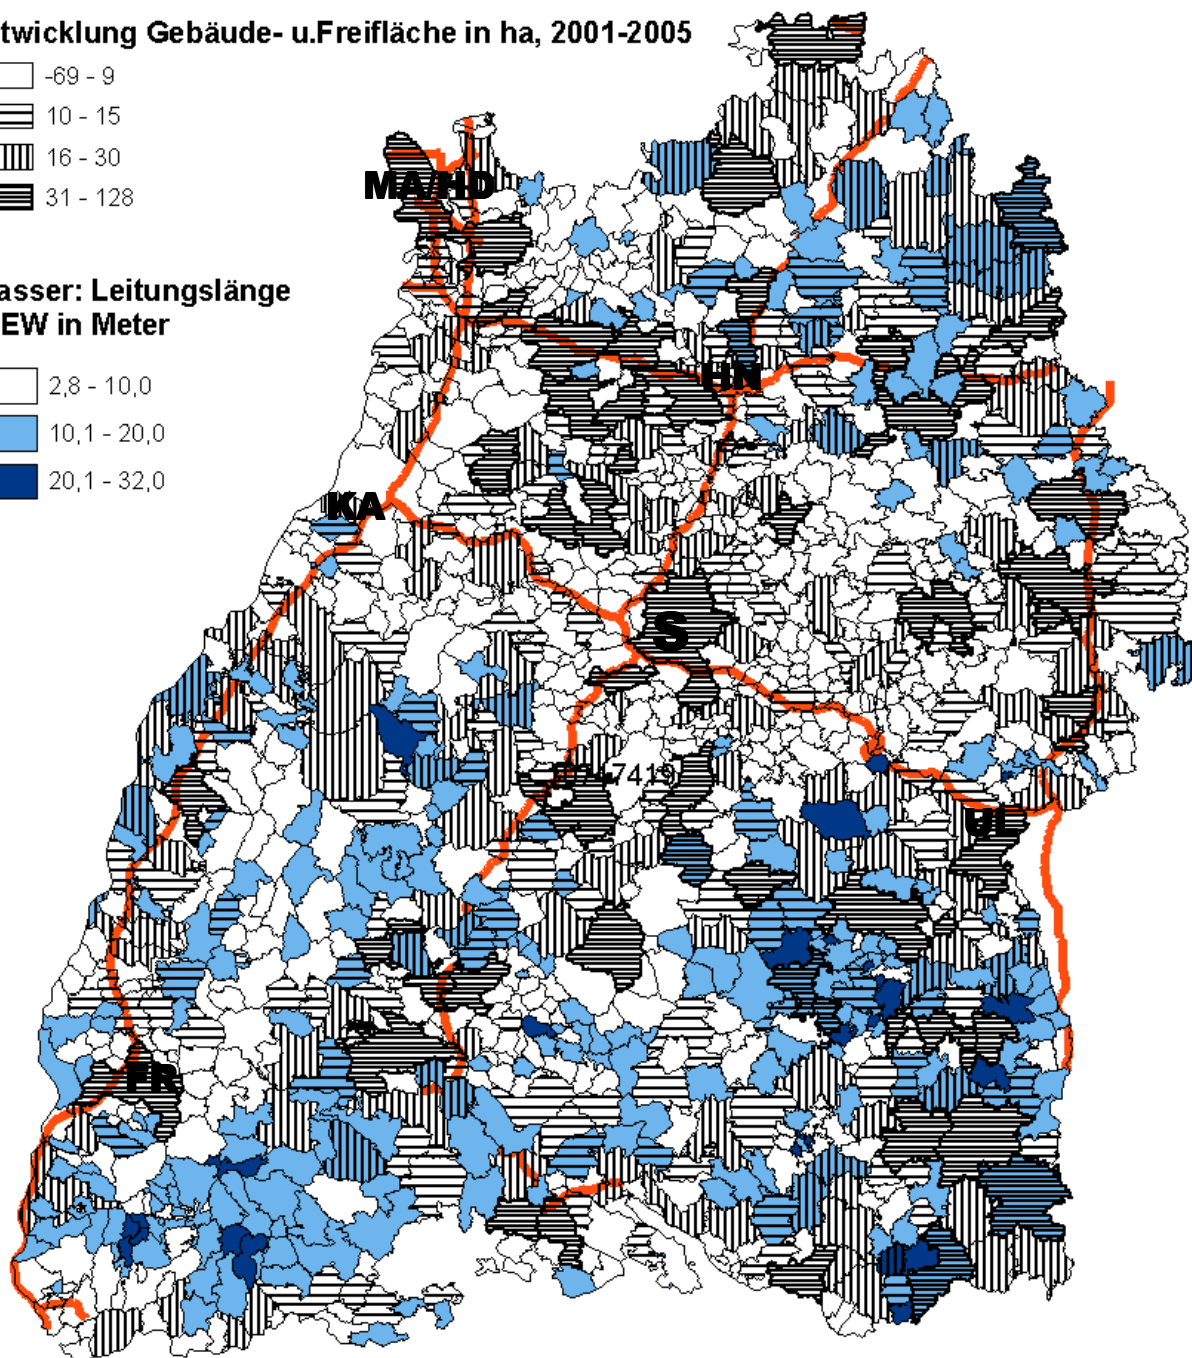 twicklung Gebäude- u.Freifläche in ha, 2001-2005
-69 - 9
10 - 15
16 - 30
31 - 128
asser: Leitungslänge
EW in Meter
2,8 - 10,0
10,1 - 20,0
20,1 - 32,0
MA/HD
HN
KA
S
7419
UL
FR